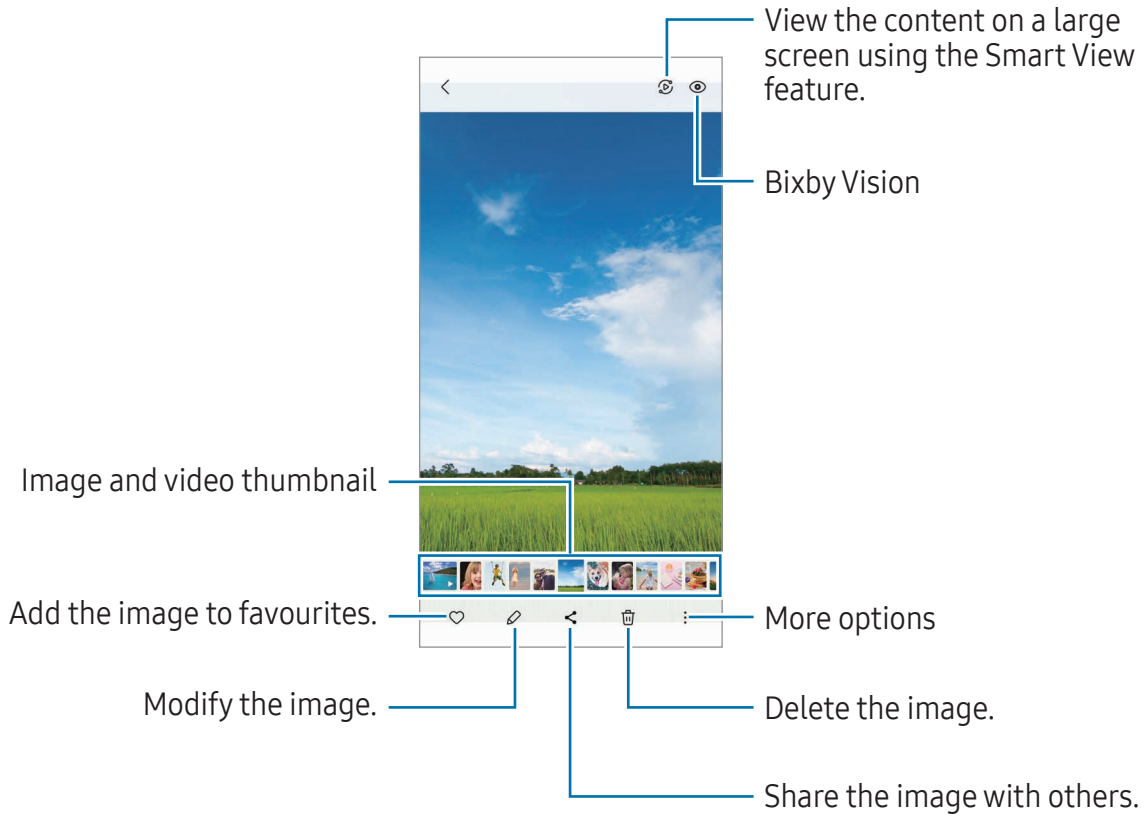 View the content on a large
screen using the Smart View
feature.
Bixby Vision
Image and video thumbnail
Add the image to favourites.
More options
Modify the image.
Delete the image.
Share the image with others.